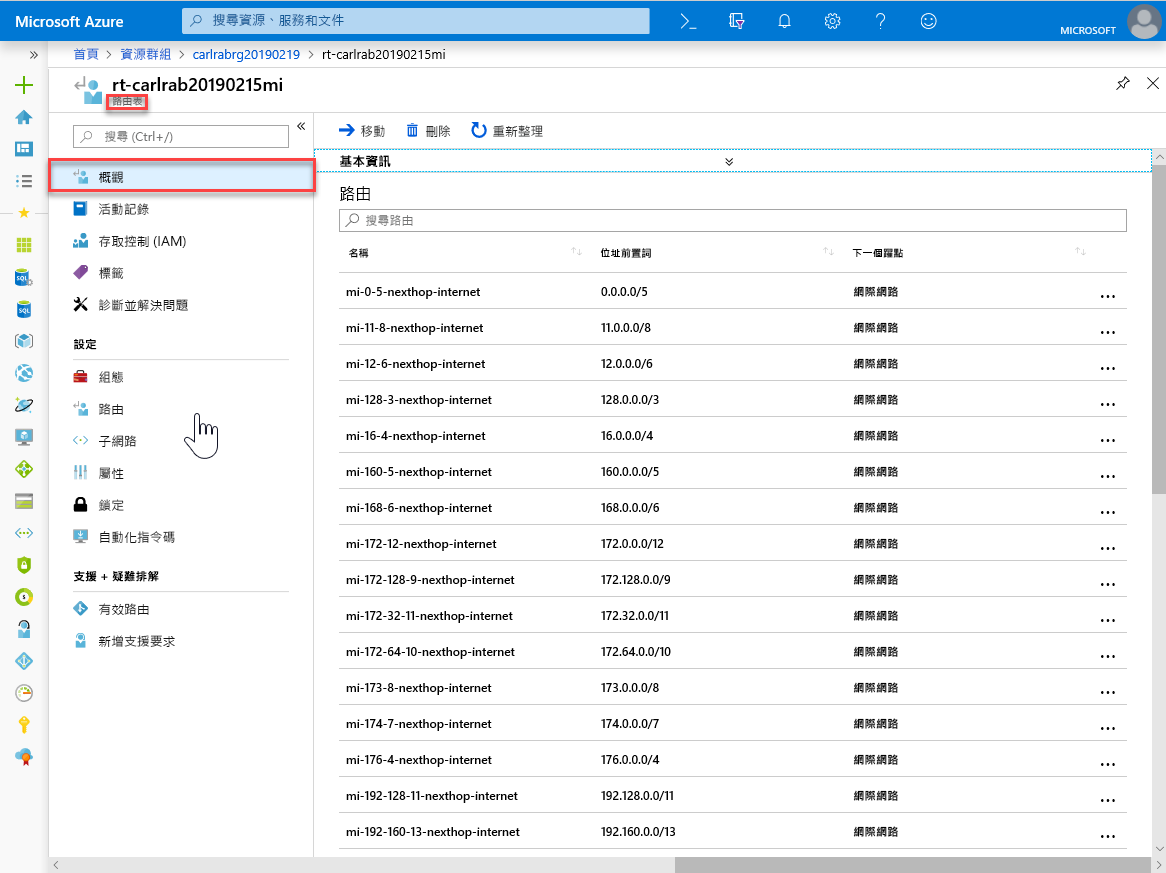 Microsoft Azure
搜尋資源、服務和文件
MICROSOFT
首頁 > 資源群組 > carlrabrg20190219 > rt-carlrab20190215mi
rt-carlrab20190215mi
路由表
搜尋 (Ctrl+/)
概觀
活動記錄
存取控制 (IAM)
標籤
診斷並解決問題
設定
組態
路由
子網路
屬性
鎖定
自動化指令碼
支援 + 疑難排解
有效路由
新增支援要求
移動 刪除 重新整理
基本資訊
路由
搜尋路由
名稱 位址前置詞 下一個躍點
mi-0-5-nexthop-internet 0.0.0.0/5 網際網路
mi-11-8-nexthop-internet 11.0.0.0/8 網際網路
mi-12-6-nexthop-internet 12.0.0.0/6 網際網路
mi-128-3-nexthop-internet 128.0.0.0/3 網際網路
mi-16-4-nexthop-internet 16.0.0.0/4 網際網路
mi-160-5-nexthop-internet 160.0.0.0/5 網際網路
mi-168-6-nexthop-internet 168.0.0.0/6 網際網路
mi-172-12-nexthop-internet 172.0.0.0/12 網際網路
mi-172-128-9-nexthop-internet 172.128.0.0/9 網際網路
mi-172-32-11-nexthop-internet 172.32.0.0/11 網際網路
mi-172-64-10-nexthop-internet 172.64.0.0/10 網際網路
mi-173-8-nexthop-internet 173.0.0.0/8 網際網路
mi-174-7-nexthop-internet 174.0.0.0/7 網際網路
mi-176-4-nexthop-internet 176.0.0.0/4 網際網路
mi-192-128-11-nexthop-internet 192.128.0.0/11 網際網路
mi-192-160-13-nexthop-internet 192.160.0.0/13 網際網路